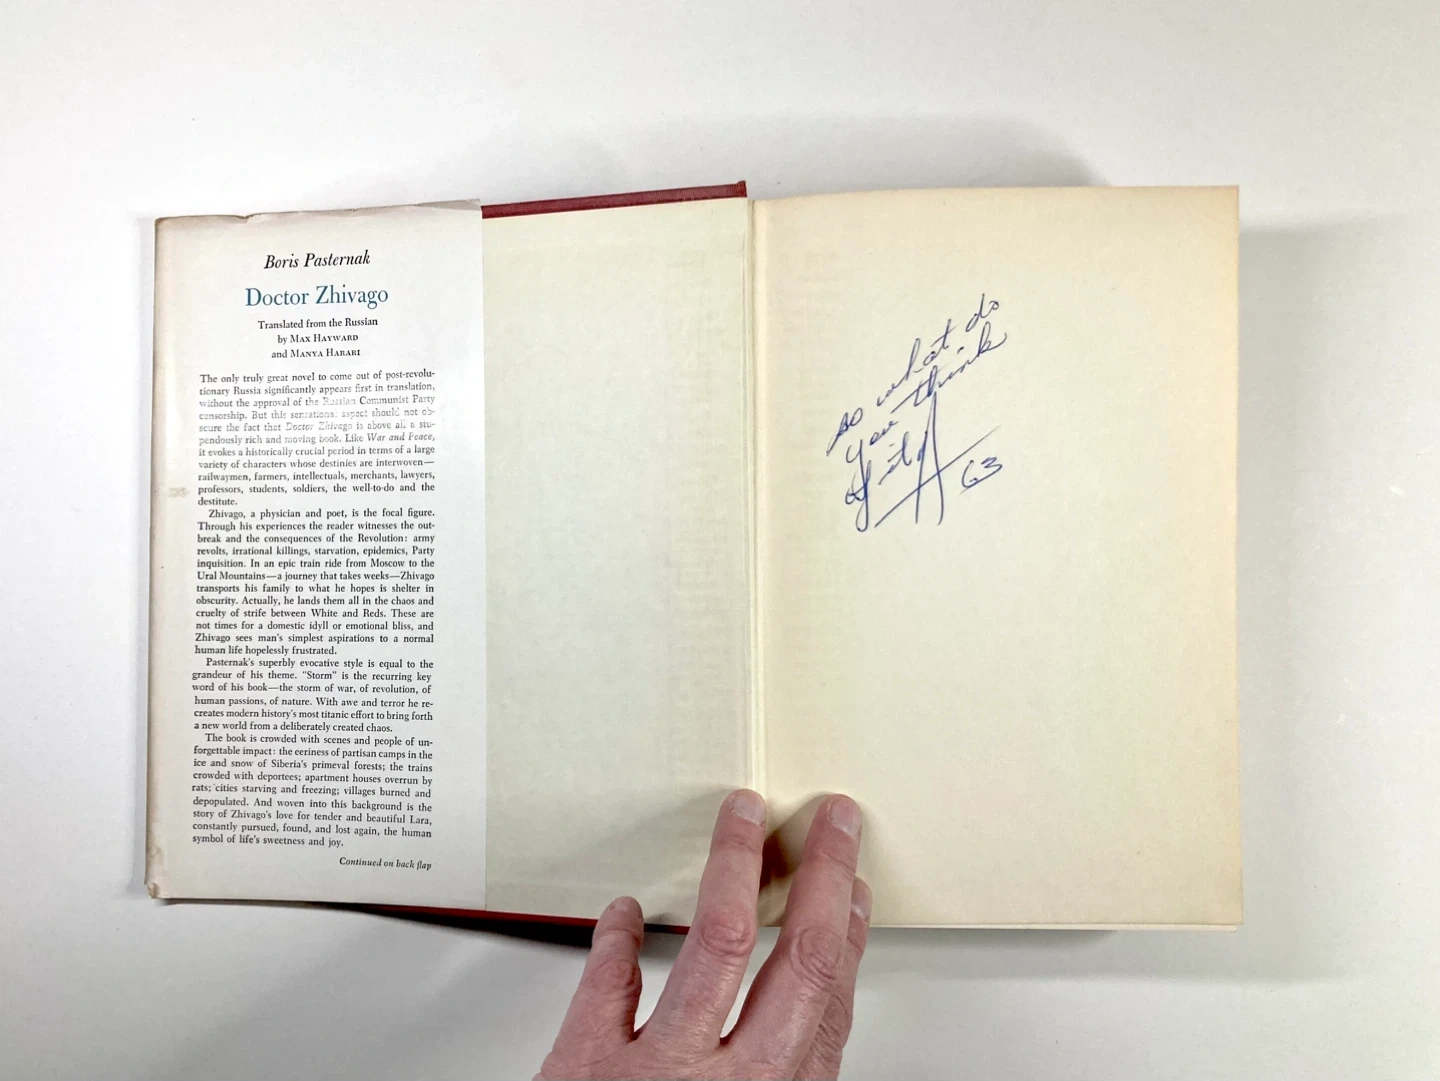 Boris Pasternak
Doctor Zhivago
Translated from the Russian
by MAX HAYWARD
and MANYA HARARI
The only truly great novel to come out of post-revolu-
tionary Russia significantly appears first in translation,
without the approval of the Russian Communist Party
censorship. But this sensational aspect should not ob-
scure the fact that Doctor Zhivago is above all a stu-
pendously rich and moving book. Like War and Peace,
it evokes a historically crucial period in terms of a large
variety of characters whose destinies are interwoven—
railwaymen, farmers, intellectuals, merchants, lawyers,
professors, students, soldiers, the well-to-do and the
destitute.
Zhivago, a physician and poet, is the focal figure.
Through his experiences the reader witnesses the out-
break and the consequences of the Revolution: army
revolts, irrational killings, starvation, epidemics, Party
inquisition. In an epic train ride from Moscow to the
Ural Mountains—a journey that takes weeks—Zhivago
transports his family to what he hopes is shelter in
obscurity. Actually, he lands them all in the chaos and
cruelty of strife between White and Reds. These are
not times for a domestic idyll or emotional bliss, and
Zhivago sees man's simplest aspirations to a normal
human life hopelessly frustrated.
Pasternak's superbly evocative style is equal to the
grandeur of his theme. "Storm" is the recurring key
word of his book—the storm of war, of revolution, of
human passions, of nature. With awe and terror he re-
creates modern history's most titanic effort to bring forth
a new world from a deliberately created chaos.
The book is crowded with scenes and people of un-
forgettable impact: the eeriness of partisan camps in the
ice and snow of Siberia's primeval forests; the trains
crowded with deportees; apartment houses overrun by
rats; cities starving and freezing; villages burned and
depopulated. And woven into this background is the
story of Zhivago's love for tender and beautiful Lara,
constantly pursued, found, and lost again, the human
symbol of life's sweetness and joy.
Continued on back flap
so what do
you think
of it A 63